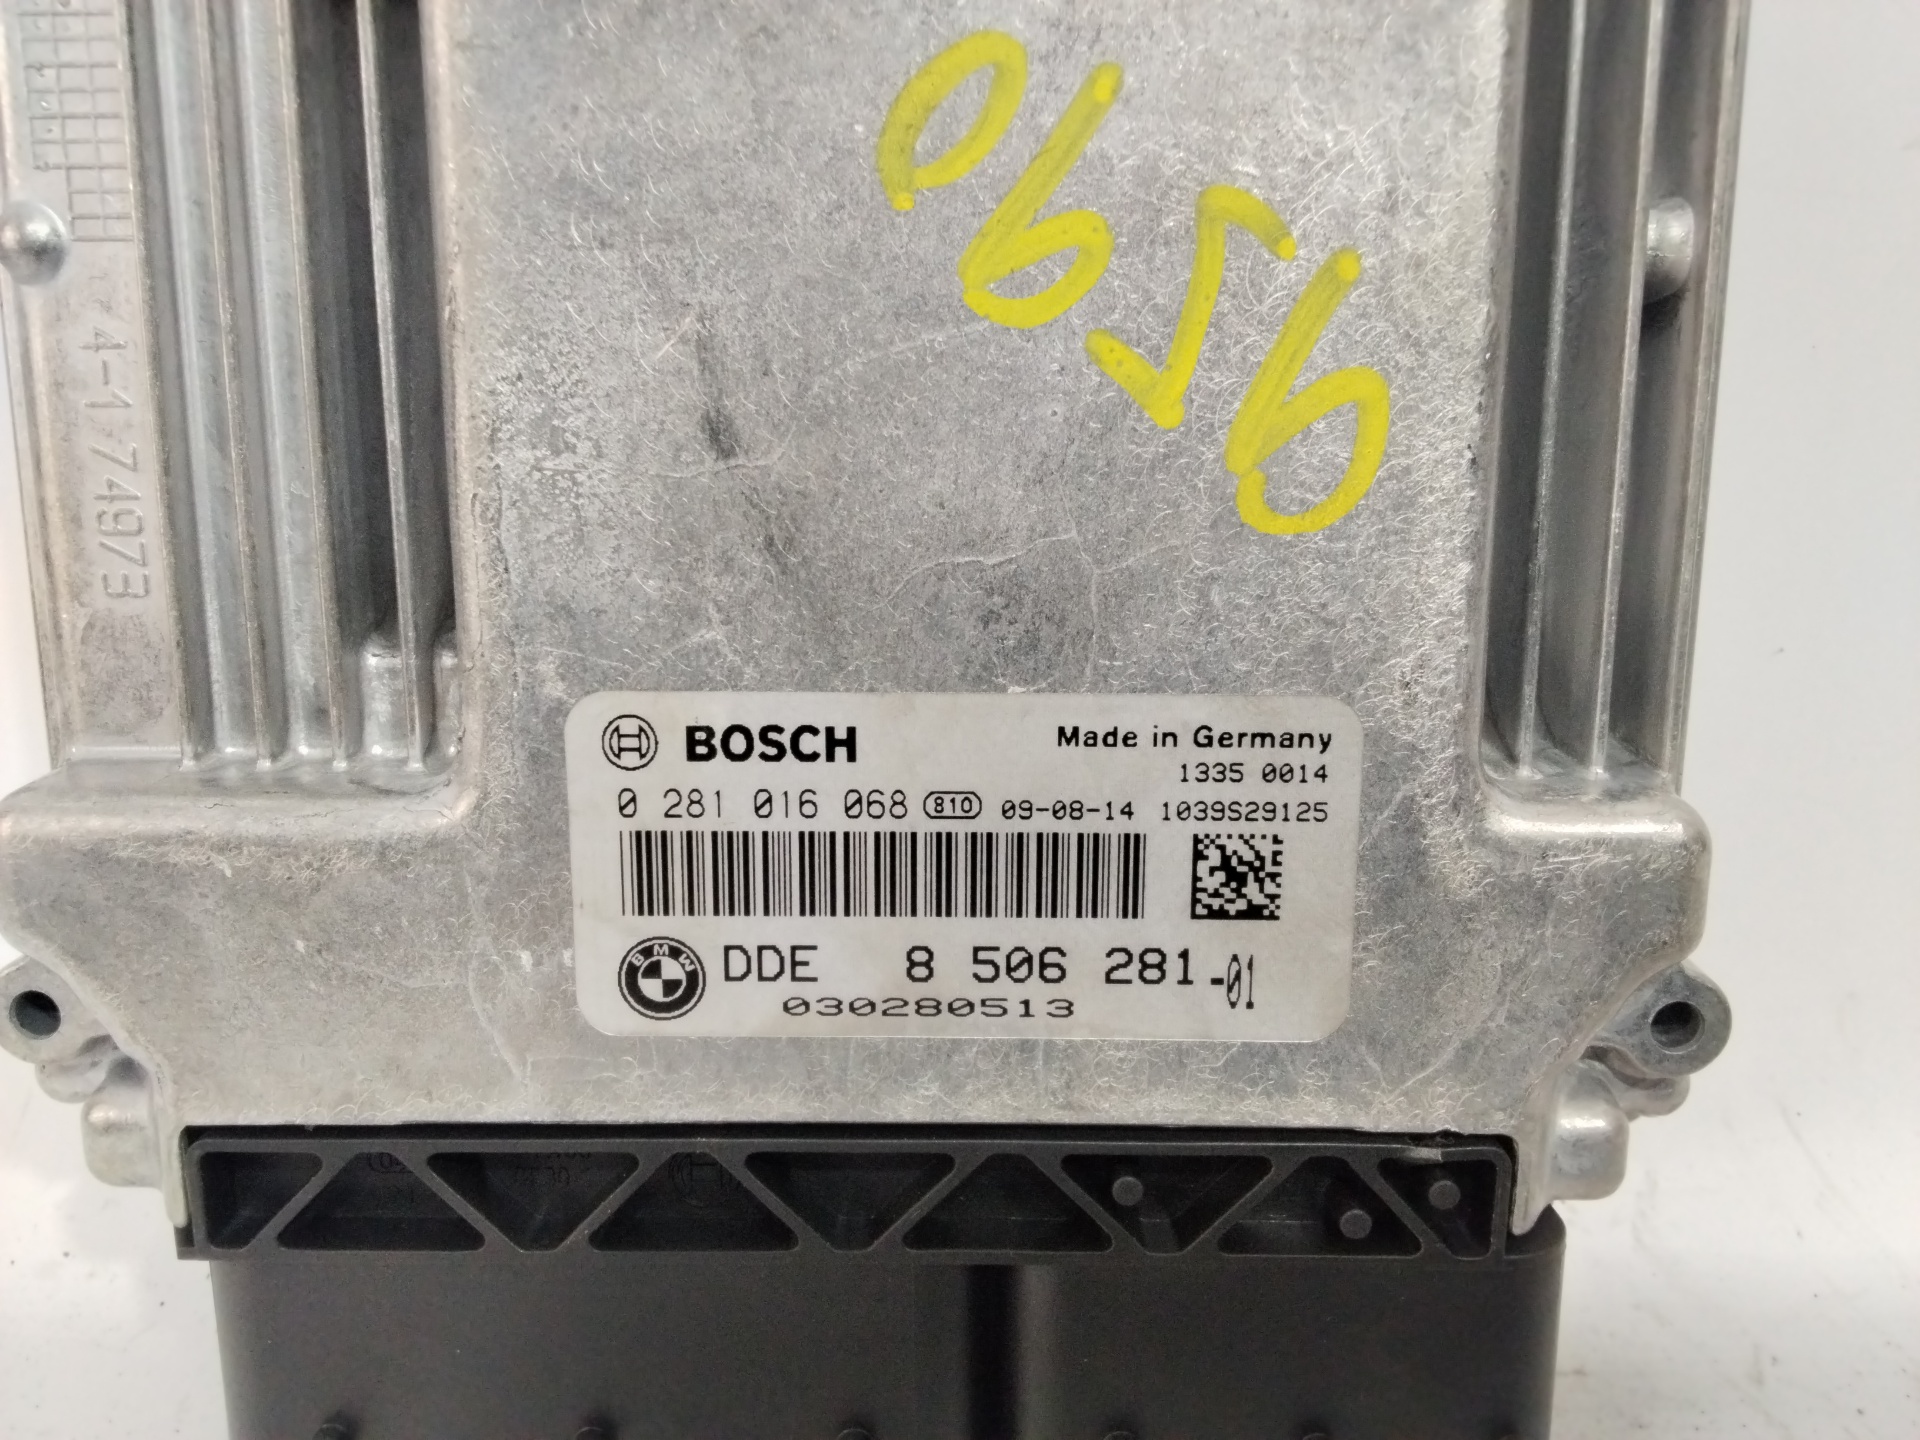 4-174973
BOSCH
Made in Germany
1335 0014
0 281 016 068 810 09-08-14 1039S29125
BMW DDE 8 506 281-01
030280513